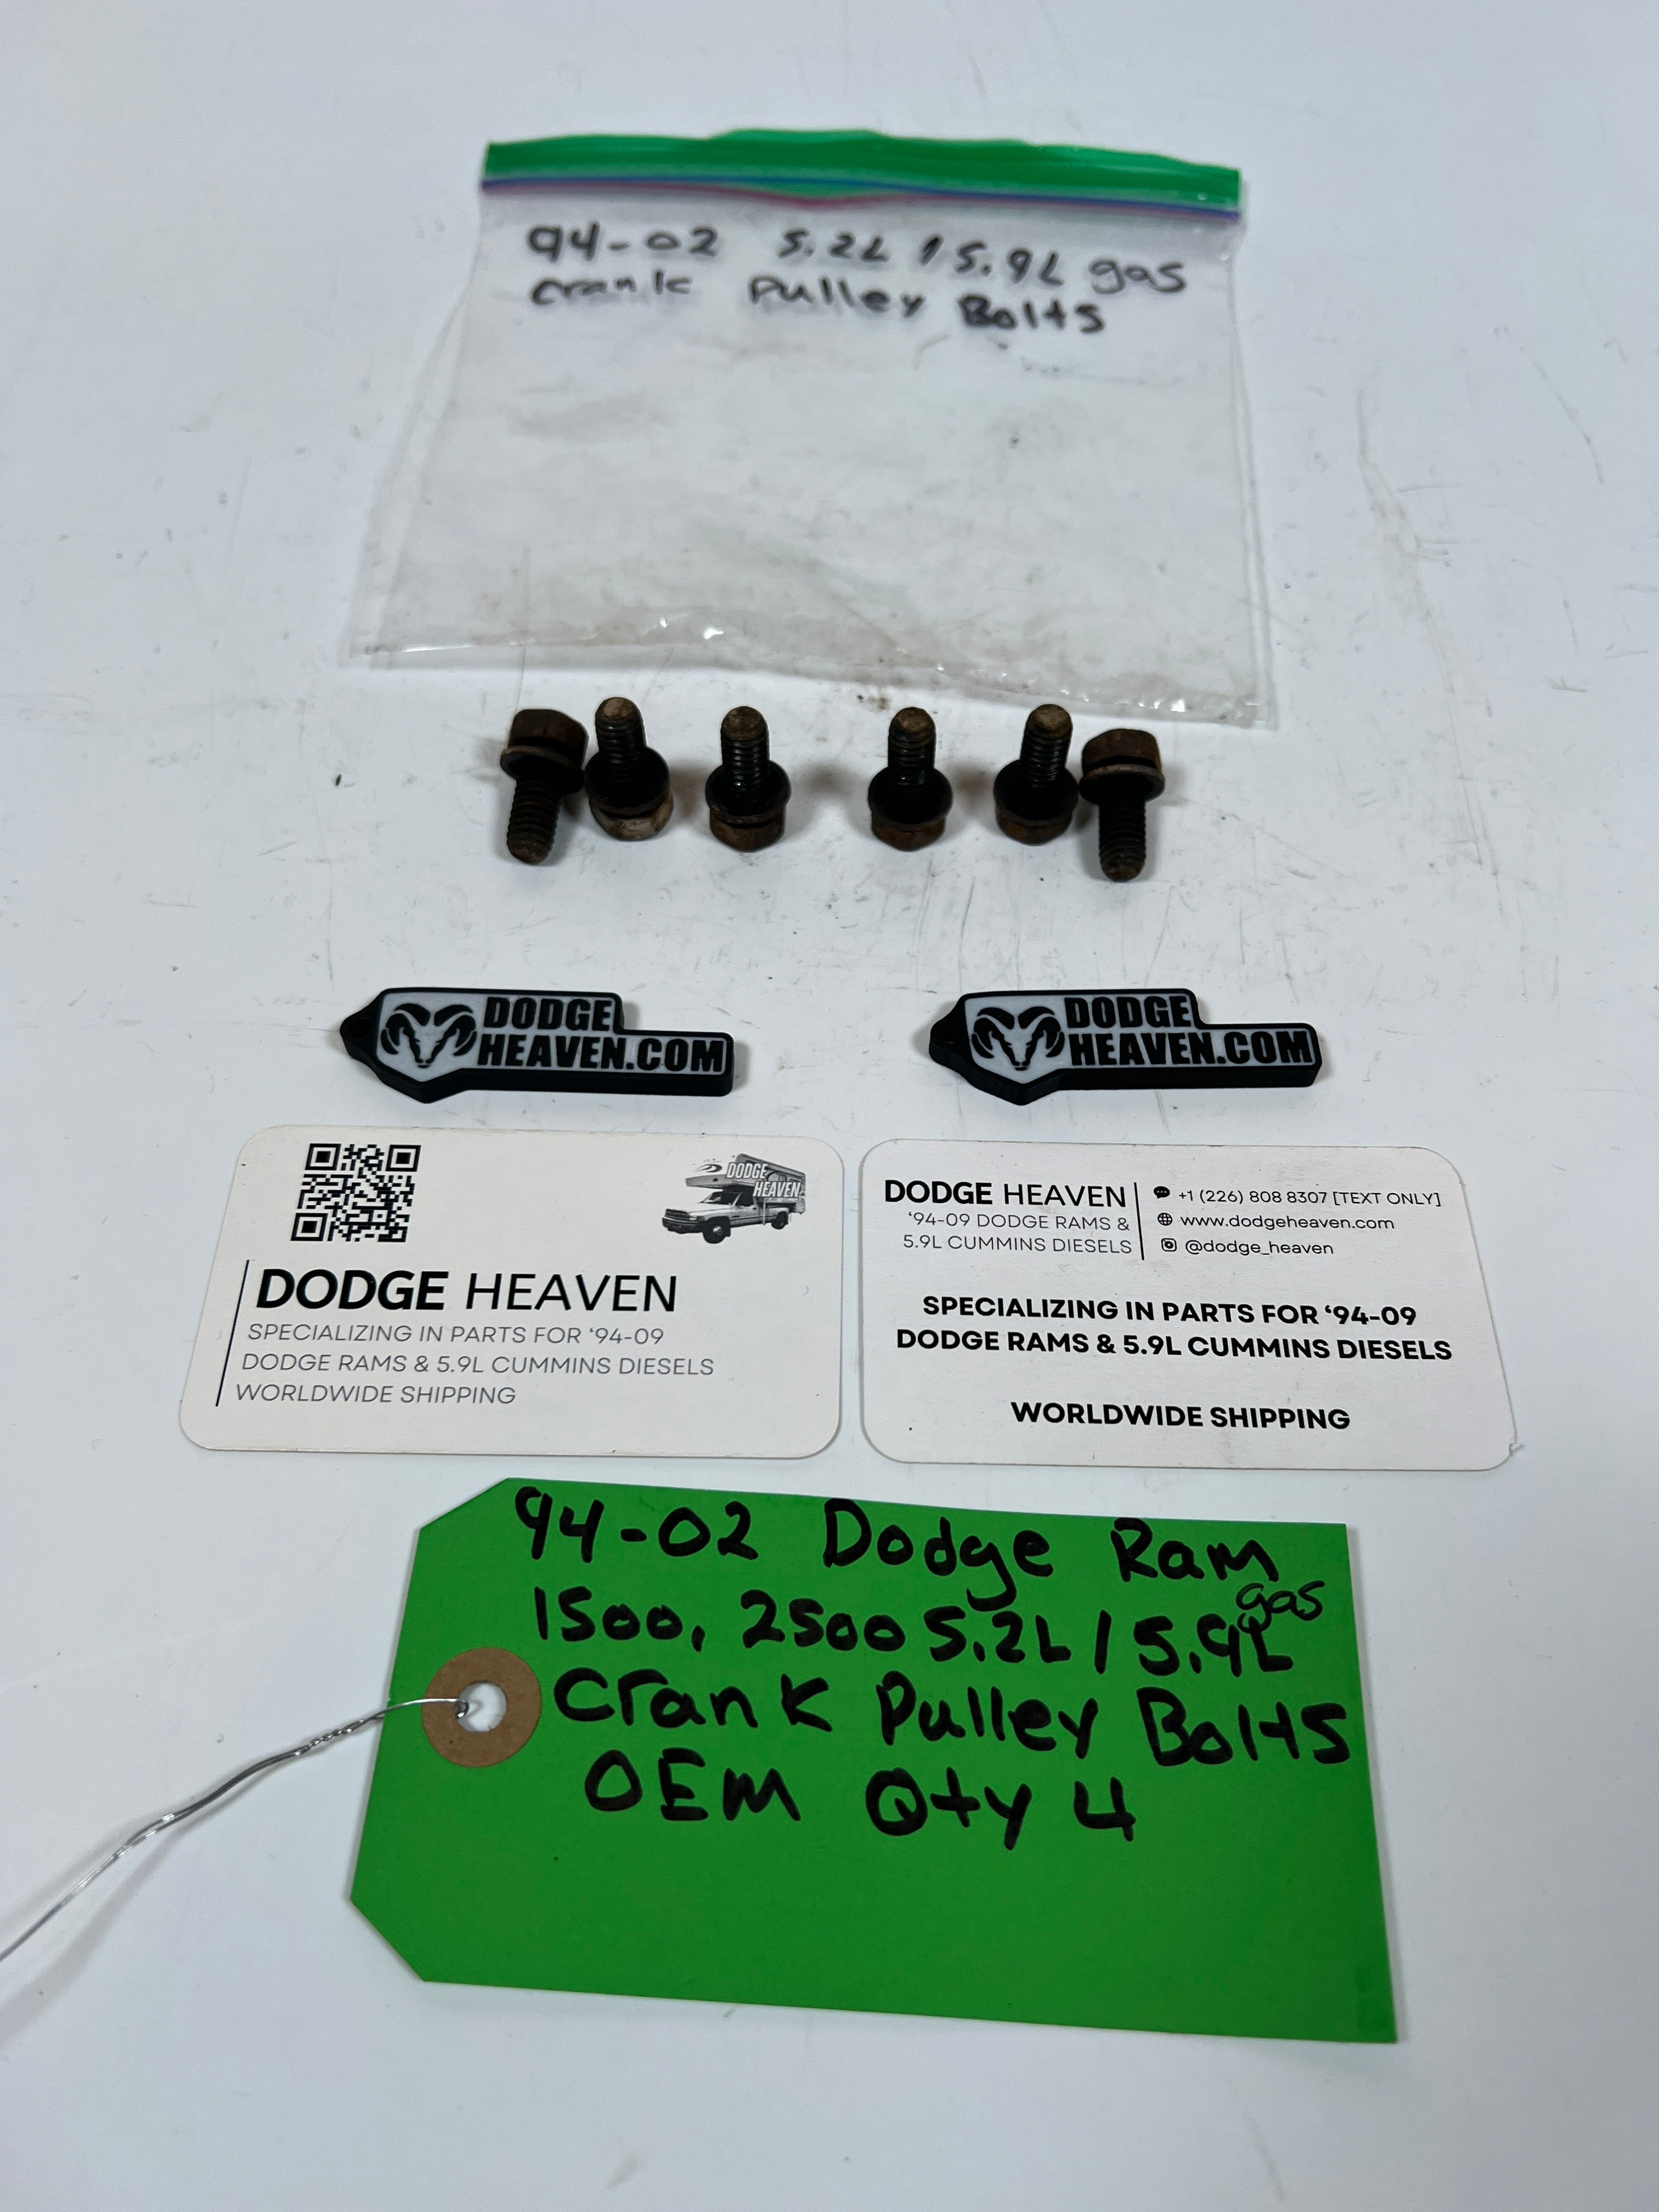 94-02 5.2L / 5.9L gas
crank Pulley Bolts
DODGE
HEAVEN.COM
DODGE
HEAVEN.COM
DODGE
HEAVEN
DODGE HEAVEN
SPECIALIZING IN PARTS FOR ‘94-09
DODGE RAMS & 5.9L CUMMINS DIESELS
WORLDWIDE SHIPPING
DODGE HEAVEN
‘94-09 DODGE RAMS &
5.9L CUMMINS DIESELS
+1 (226) 808 8307 [TEXT ONLY]
www.dodgeheaven.com
@dodge_heaven
SPECIALIZING IN PARTS FOR ‘94-09
DODGE RAMS & 5.9L CUMMINS DIESELS
WORLDWIDE SHIPPING
94-02 Dodge Ram
1500, 2500 5.2L / 5.9L gas
Crank Pulley Bolts
OEM Qty 4